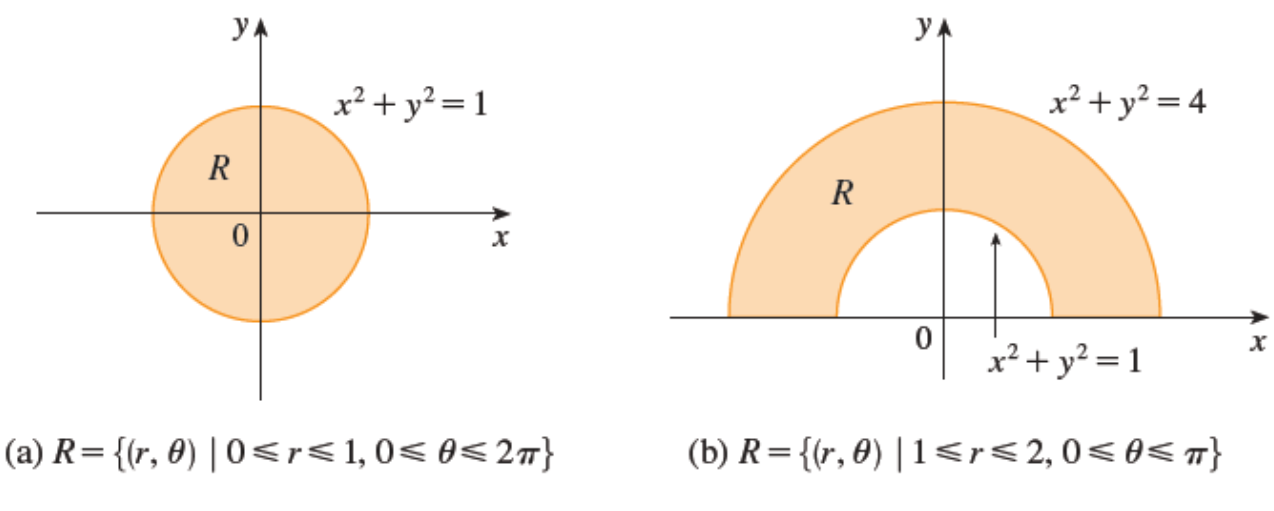 y
x² + y² = 1
R
0
x
(a) R = {(r, θ) | 0 ⩽ r ⩽ 1, 0 ⩽ θ ⩽ 2π}
y
x² + y² = 4
R
0
x² + y² = 1
x
(b) R = {(r, θ) | 1 ⩽ r ⩽ 2, 0 ⩽ θ ⩽ π}